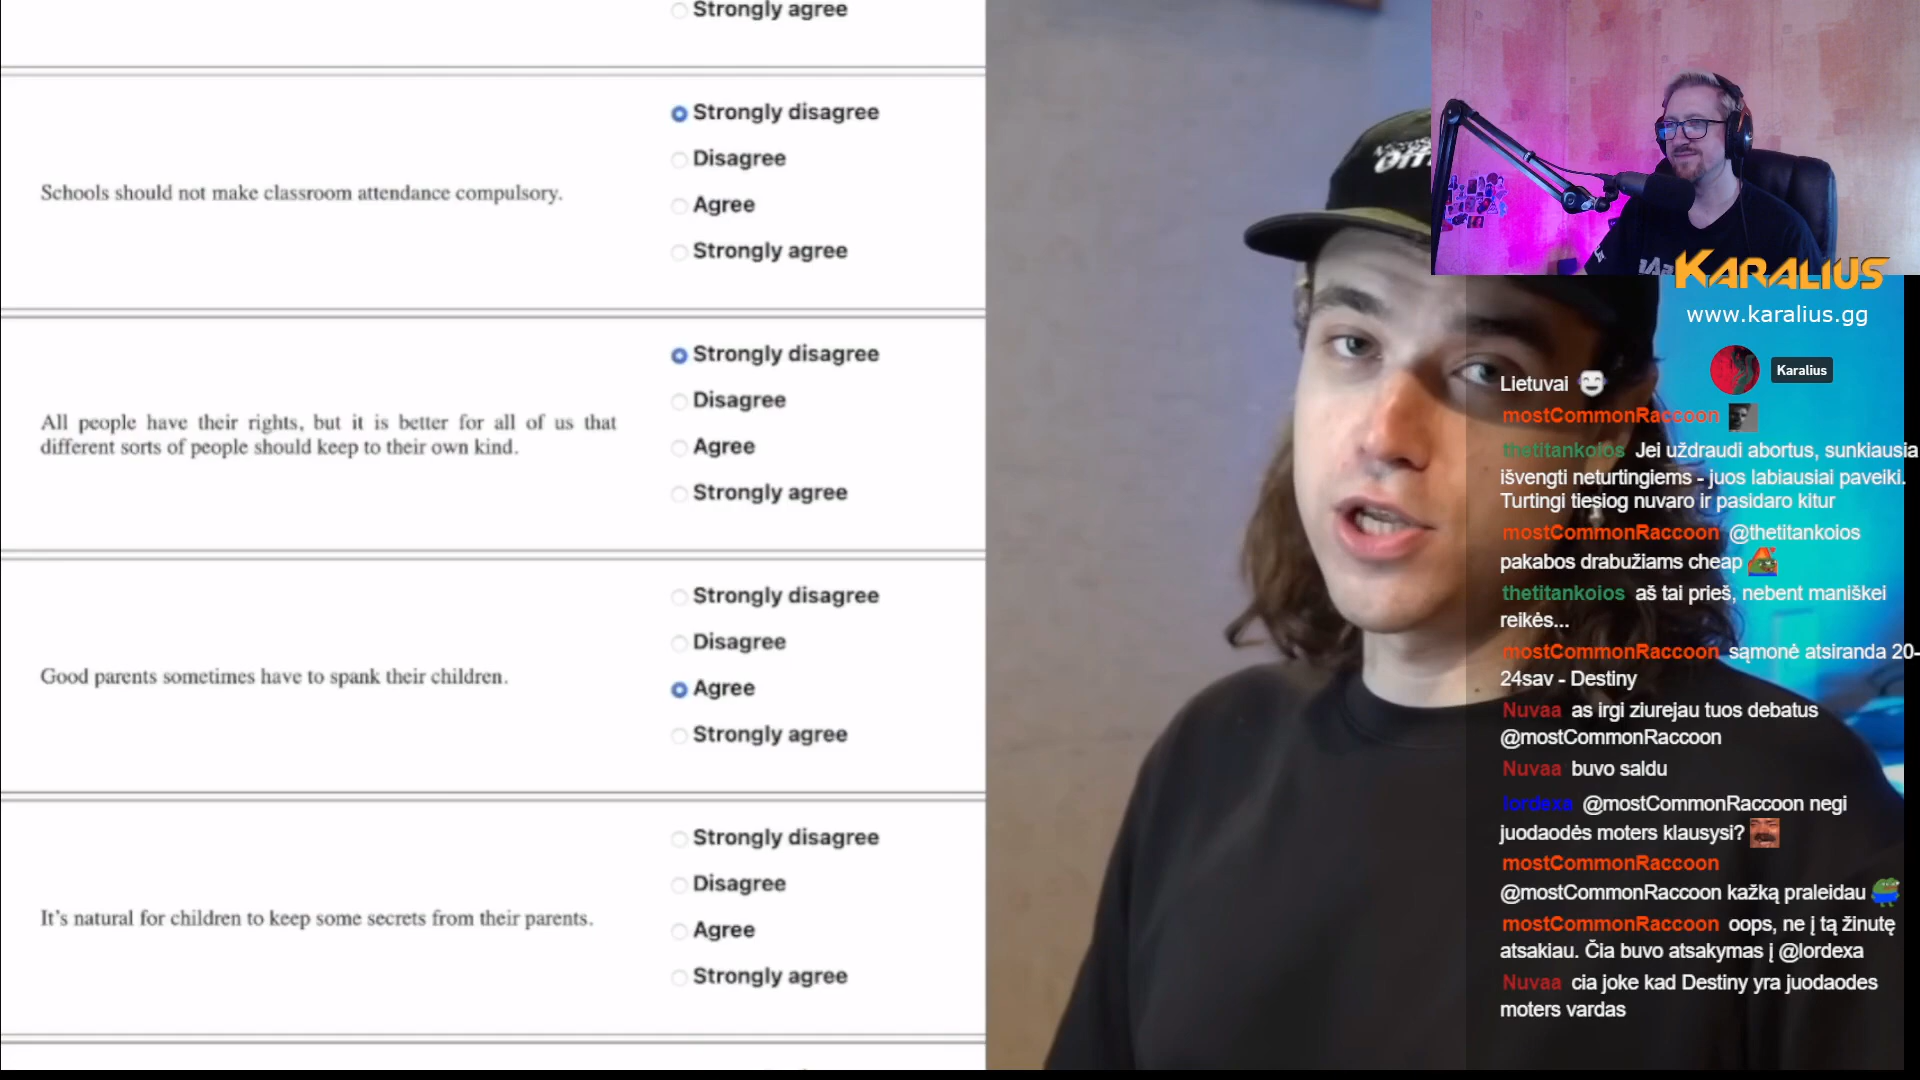 Strongly agree
Schools should not make classroom attendance compulsory.
Strongly disagree
Disagree
Agree
Strongly agree
All people have their rights, but it is better for all of us that
different sorts of people should keep to their own kind.
Strongly disagree
Disagree
Agree
Strongly agree
Good parents sometimes have to spank their children.
Strongly disagree
Disagree
Agree
Strongly agree
It's natural for children to keep some secrets from their parents.
Strongly disagree
Disagree
Agree
Strongly agree
KARALIUS
www.karalius.gg
Karalius
Lietuvai
mostCommonRaccoon
thetitankoios Jei uždraudi abortus, sunkiausia
išvengti neturtingiems - juos labiausiai paveiki.
Turtingi tiesiog nuvaro ir pasidaro kitur
mostCommonRaccoon @thetitankoios
pakabos drabužiams cheap
thetitankoios aš tai prieš, nebent maniškei
reikės...
mostCommonRaccoon sąmonė atsiranda 20-
24sav - Destiny
Nuvaa as irgi ziurejau tuos debatus
@mostCommonRaccoon
Nuvaa buvo saldu
lordexa @mostCommonRaccoon negi
juodaodės moters klausysi?
mostCommonRaccoon
@mostCommonRaccoon kažką praleidau
mostCommonRaccoon oops, ne į tą žinutę
atsakiau. Čia buvo atsakymas į @lordexa
Nuvaa cia joke kad Destiny yra juodaodes
moters vardas